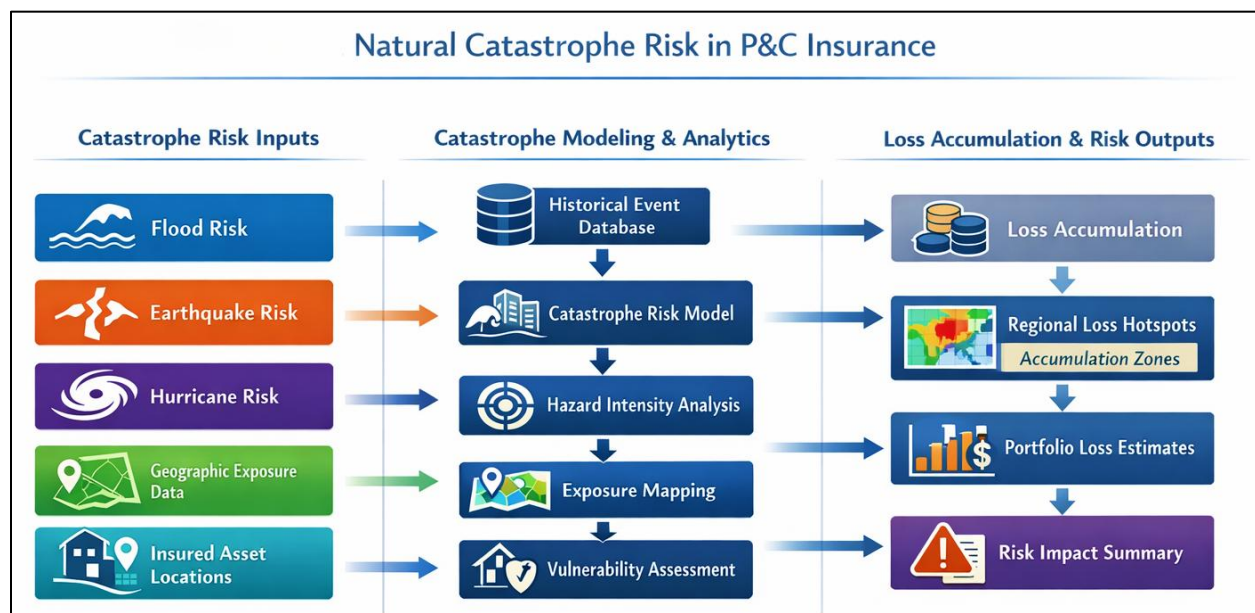 Natural Catastrophe Risk in P&C Insurance
Catastrophe Risk Inputs
Flood Risk
Earthquake Risk
Hurricane Risk
Geographic Exposure
Data
Insured Asset
Locations
Catastrophe Modeling & Analytics
Historical Event
Database
Catastrophe Risk Model
Hazard Intensity Analysis
Exposure Mapping
Vulnerability Assessment
Loss Accumulation & Risk Outputs
Loss Accumulation
Regional Loss Hotspots
Accumulation Zones
$
Portfolio Loss Estimates
Risk Impact Summary